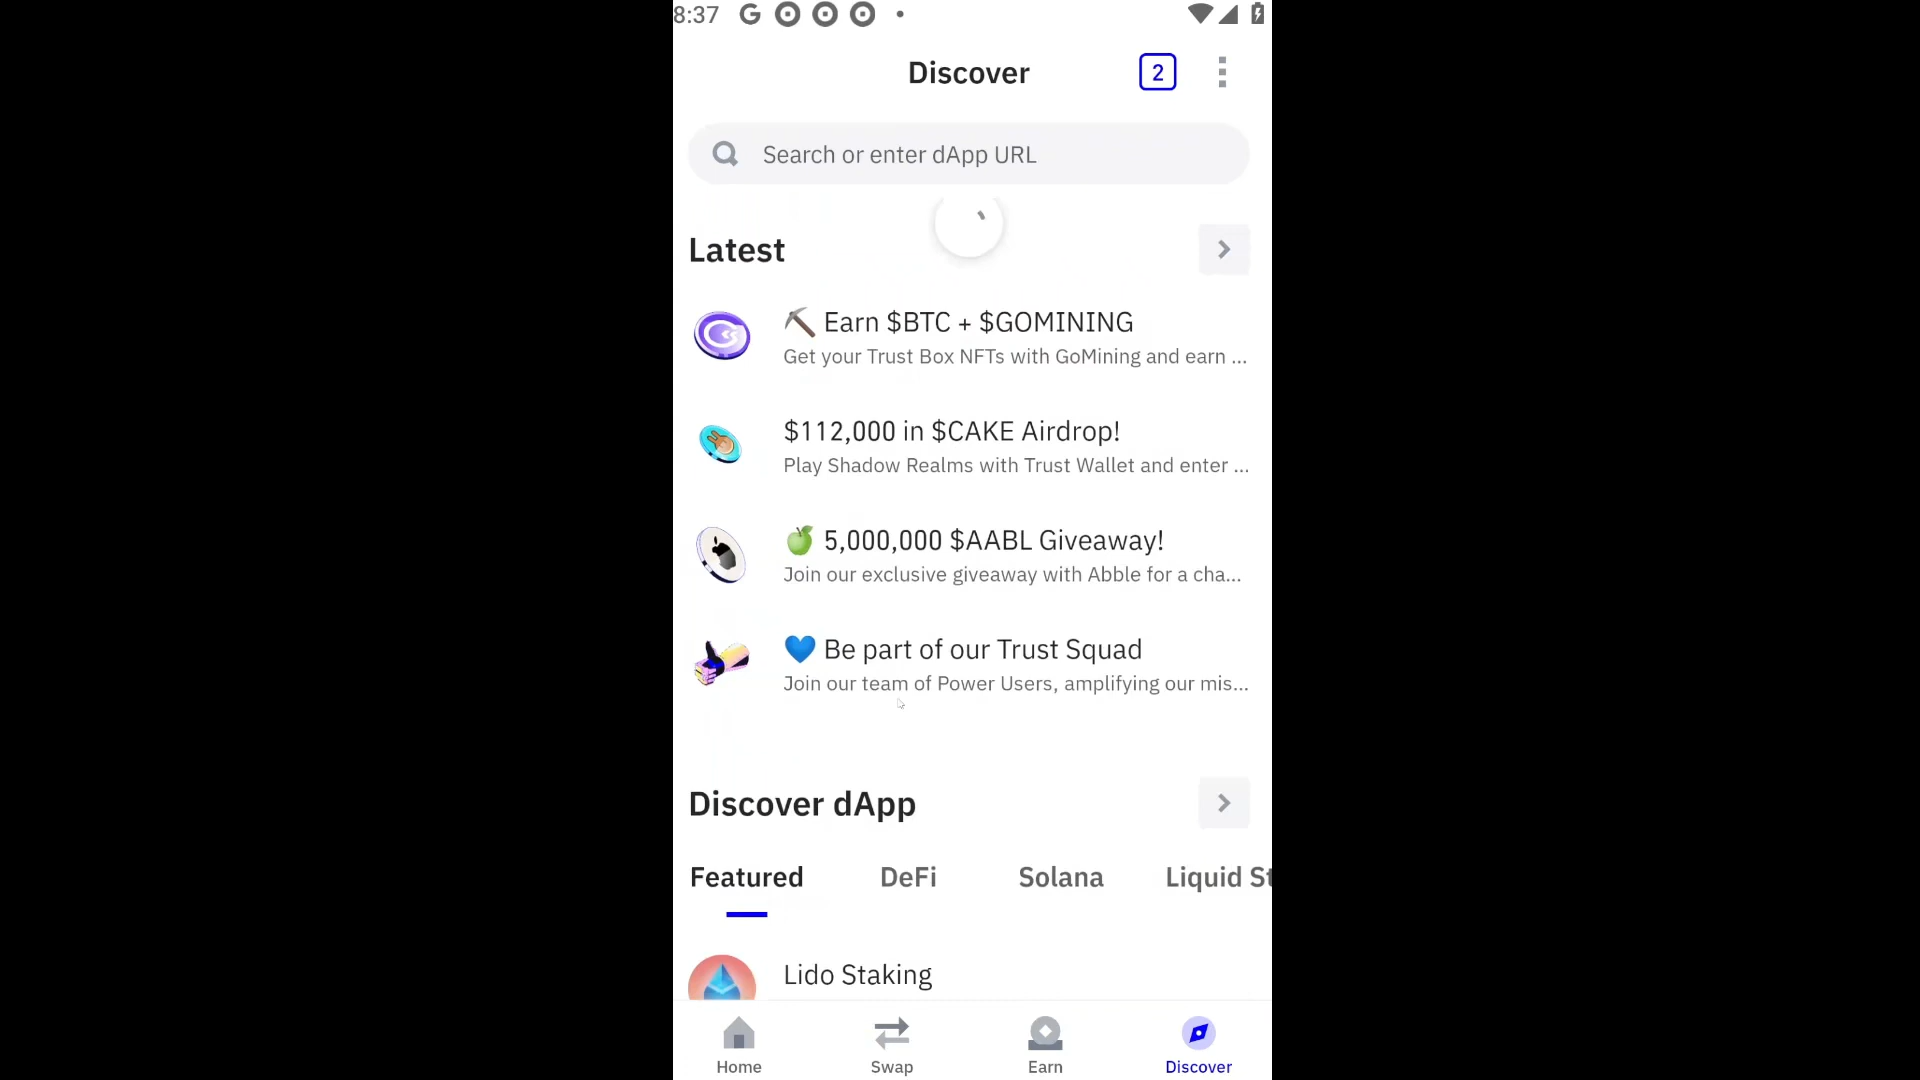 8:37
Discover
2
Search or enter dApp URL
Latest
⛏️ Earn $BTC + $GOMINING
Get your Trust Box NFTs with GoMining and earn ...
$112,000 in $CAKE Airdrop!
Play Shadow Realms with Trust Wallet and enter ...
🍏 5,000,000 $AABL Giveaway!
Join our exclusive giveaway with Abble for a cha...
💙 Be part of our Trust Squad
Join our team of Power Users, amplifying our mis...
Discover dApp
Featured DeFi Solana Liquid St
Lido Staking
Home Swap Earn Discover